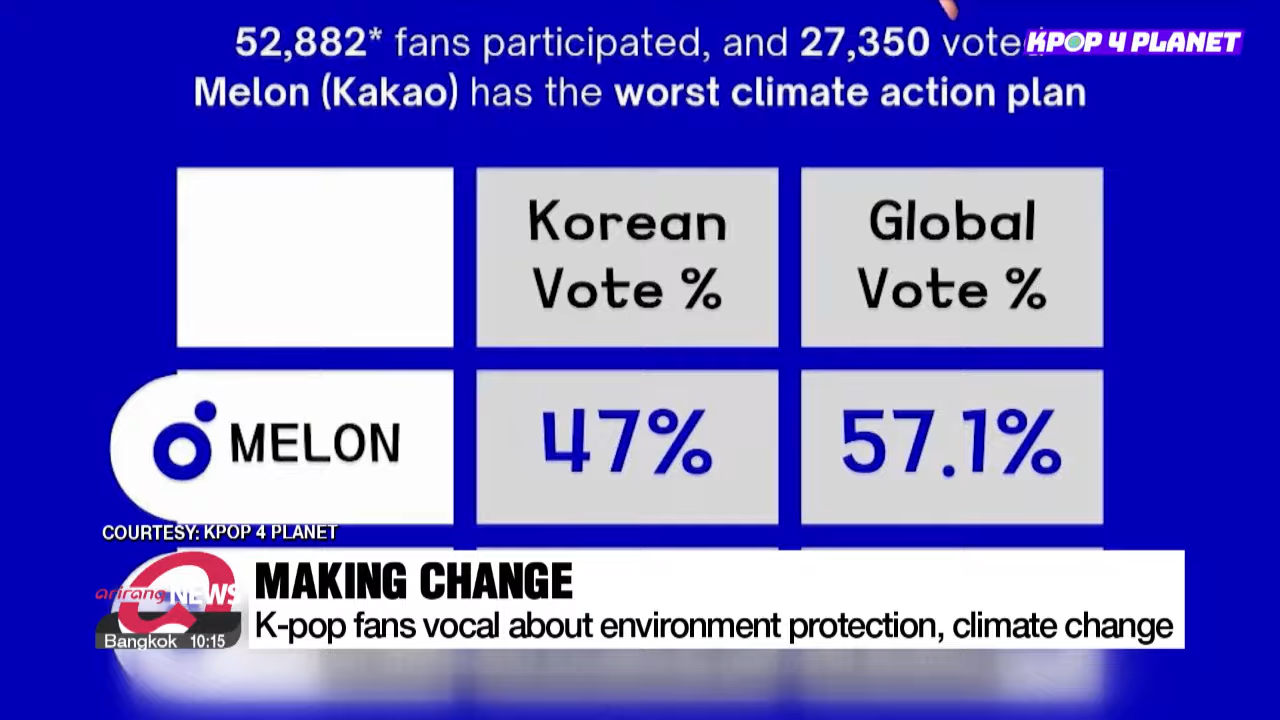 52,882* fans participated, and 27,350 voted
KPOP 4 PLANET
Melon (Kakao) has the worst climate action plan
Korean
Vote %
Global
Vote %
MELON
47%
57.1%
COURTESY: KPOP 4 PLANET
arirang NEWS
MAKING CHANGE
K-pop fans vocal about environment protection, climate change
Bangkok 10:15